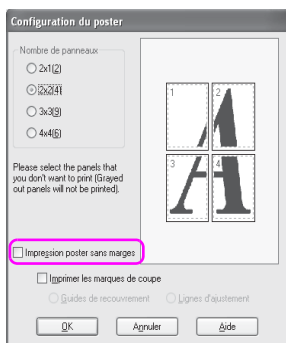 Configuration du poster
Nombre de panneaux
2x1(2)
2x2(4)
3x3(9)
4x4(6)
1
2
3
4
Please select the panels that
you don't want to print (Grayed
out panels will not be printed).
Impression poster sans marges
Imprimer les marques de coupe
Guides de recouvrement
Lignes d'ajustement
OK
Annuler
Aide